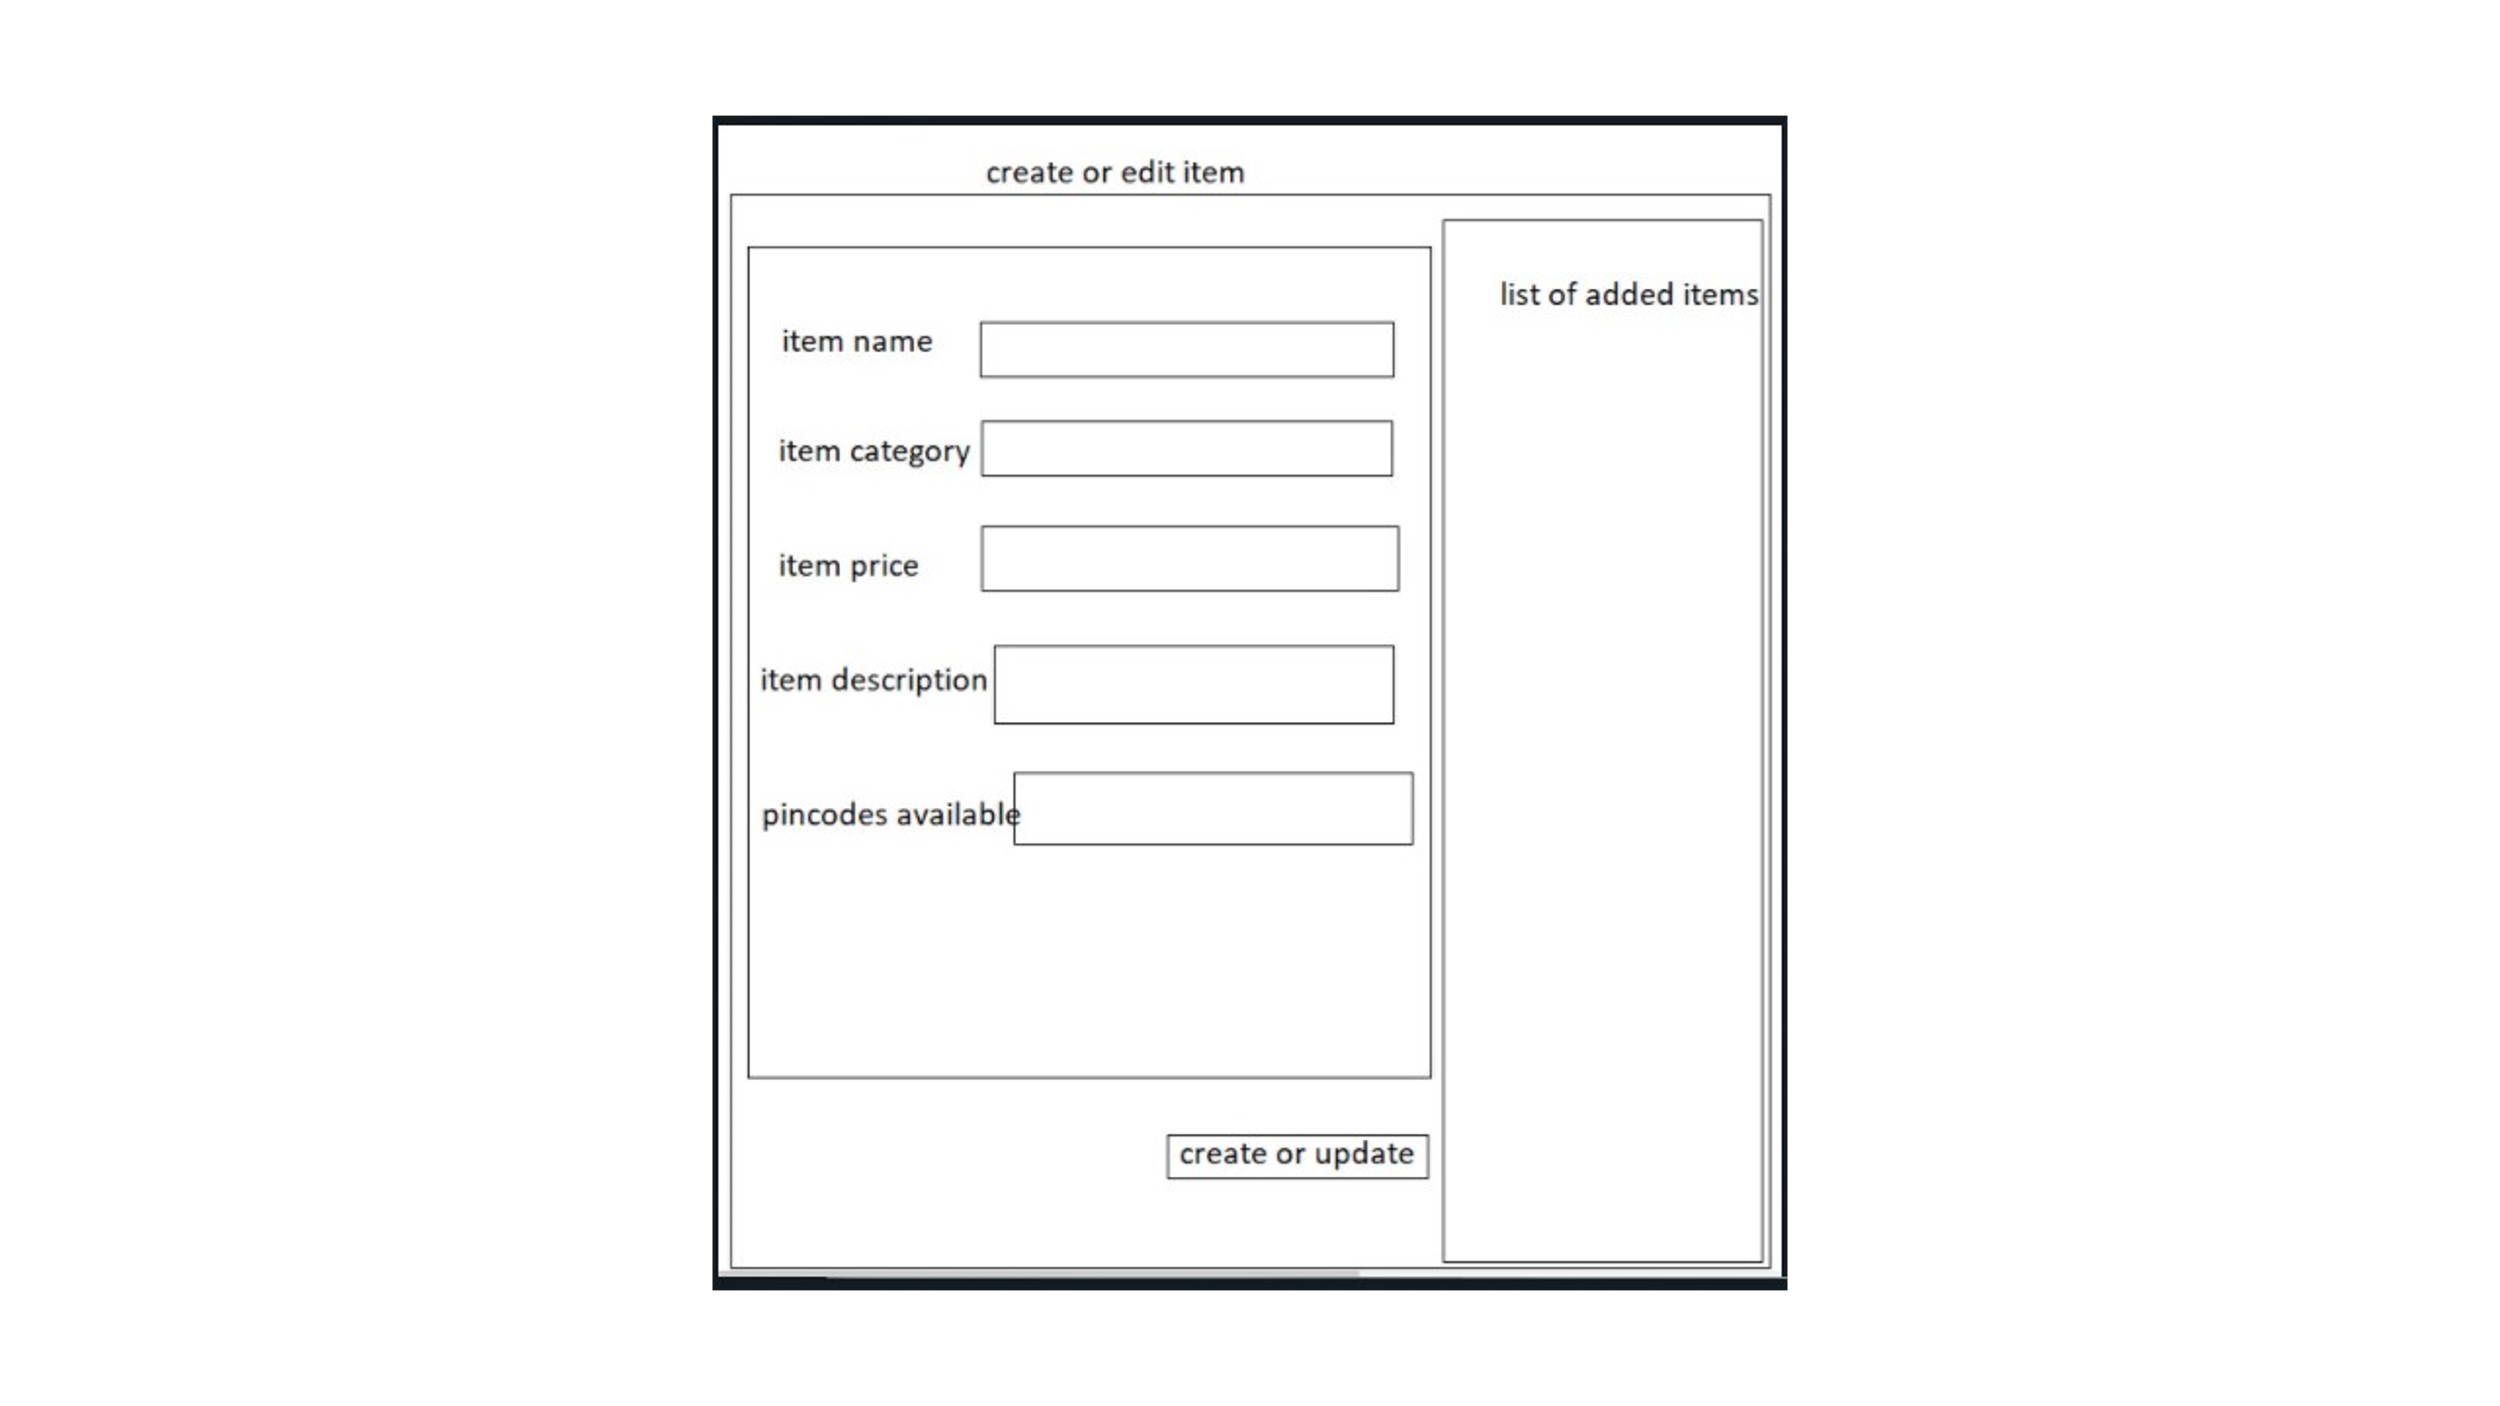 create or edit item
list of added items
item name
item category
item price
item description
pincodes available
create or update